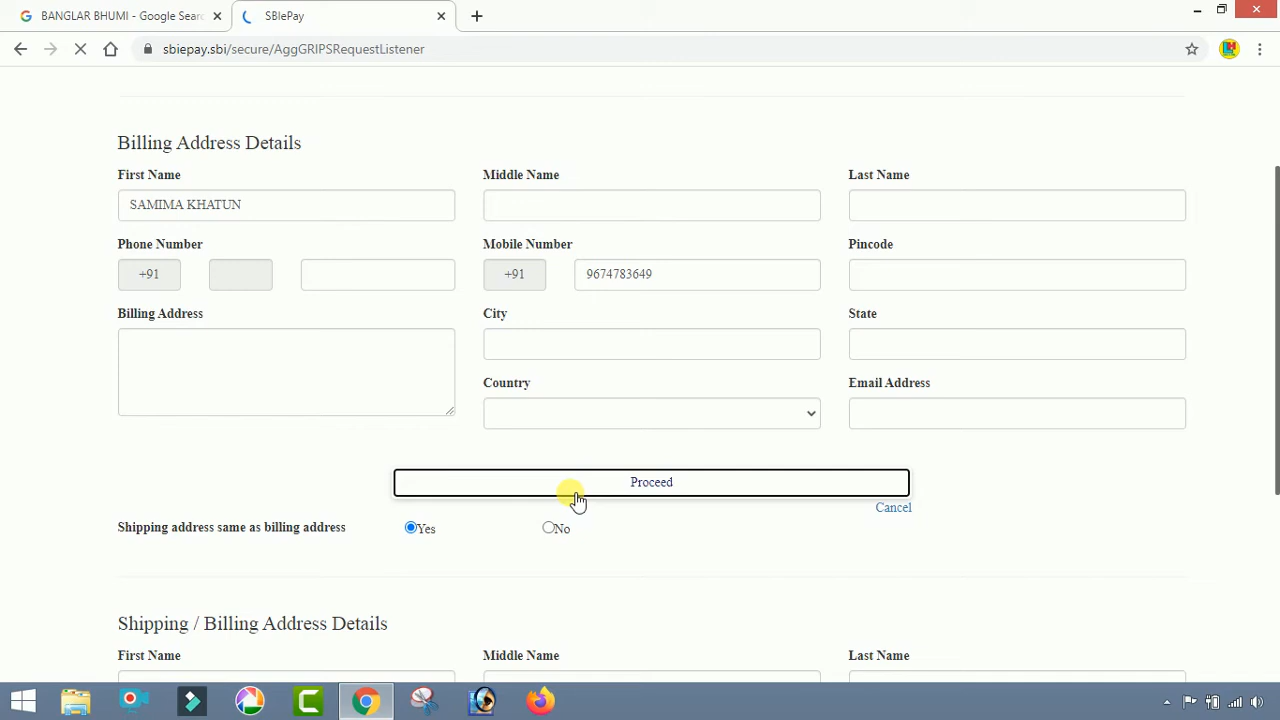 BANGLAR BHUMI - Google Sear
SBIePay
sbiepay.sbi/secure/AggGRIPSRequestListener
Billing Address Details
First Name Middle Name Last Name
SAMIMA KHATUN
Phone Number Mobile Number Pincode
+91 +91 9674783649
Billing Address City State
Country Email Address
Proceed
Cancel
Shipping address same as billing address Yes No
Shipping / Billing Address Details
First Name Middle Name Last Name